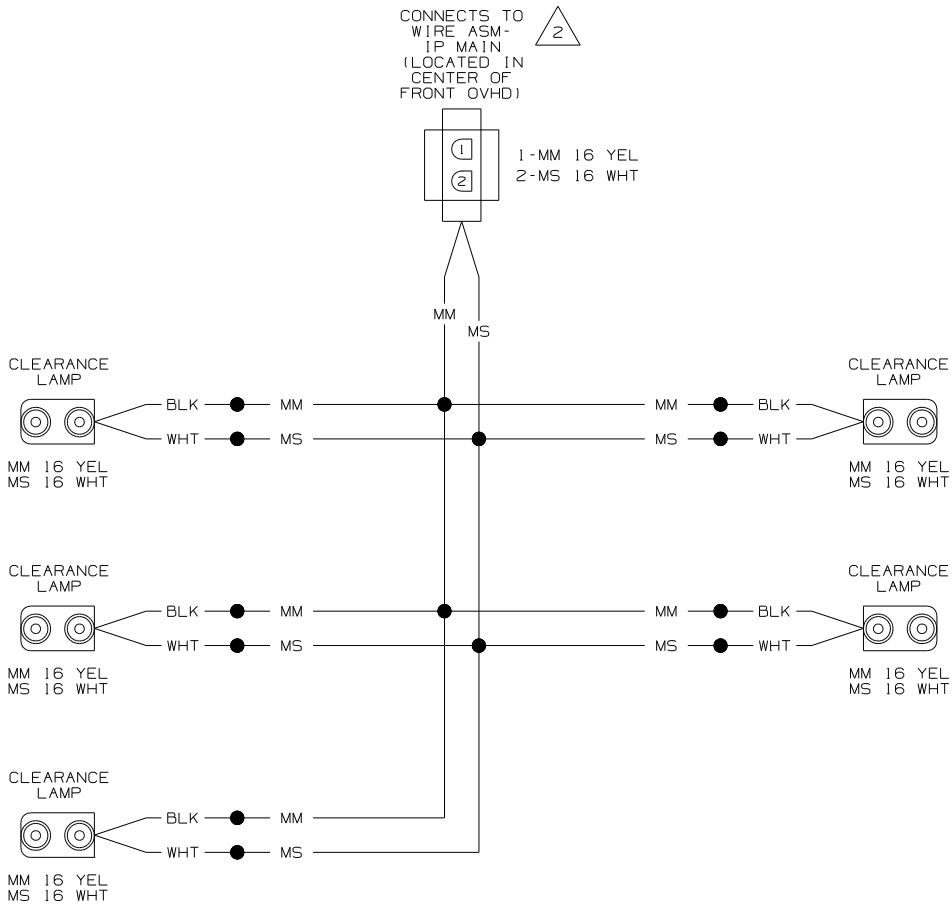 CONNECTS TO
WIRE ASM-
IP MAIN
(LOCATED IN
CENTER OF
FRONT OVHD)
2
1
2
1-MM 16 YEL
2-MS 16 WHT
MM
MS
CLEARANCE
LAMP
BLK
MM
WHT
MS
MM 16 YEL
MS 16 WHT
CLEARANCE
LAMP
MM
BLK
MS
WHT
MM 16 YEL
MS 16 WHT
CLEARANCE
LAMP
BLK
MM
WHT
MS
MM 16 YEL
MS 16 WHT
CLEARANCE
LAMP
MM
BLK
MS
WHT
MM 16 YEL
MS 16 WHT
CLEARANCE
LAMP
BLK
MM
WHT
MS
MM 16 YEL
MS 16 WHT